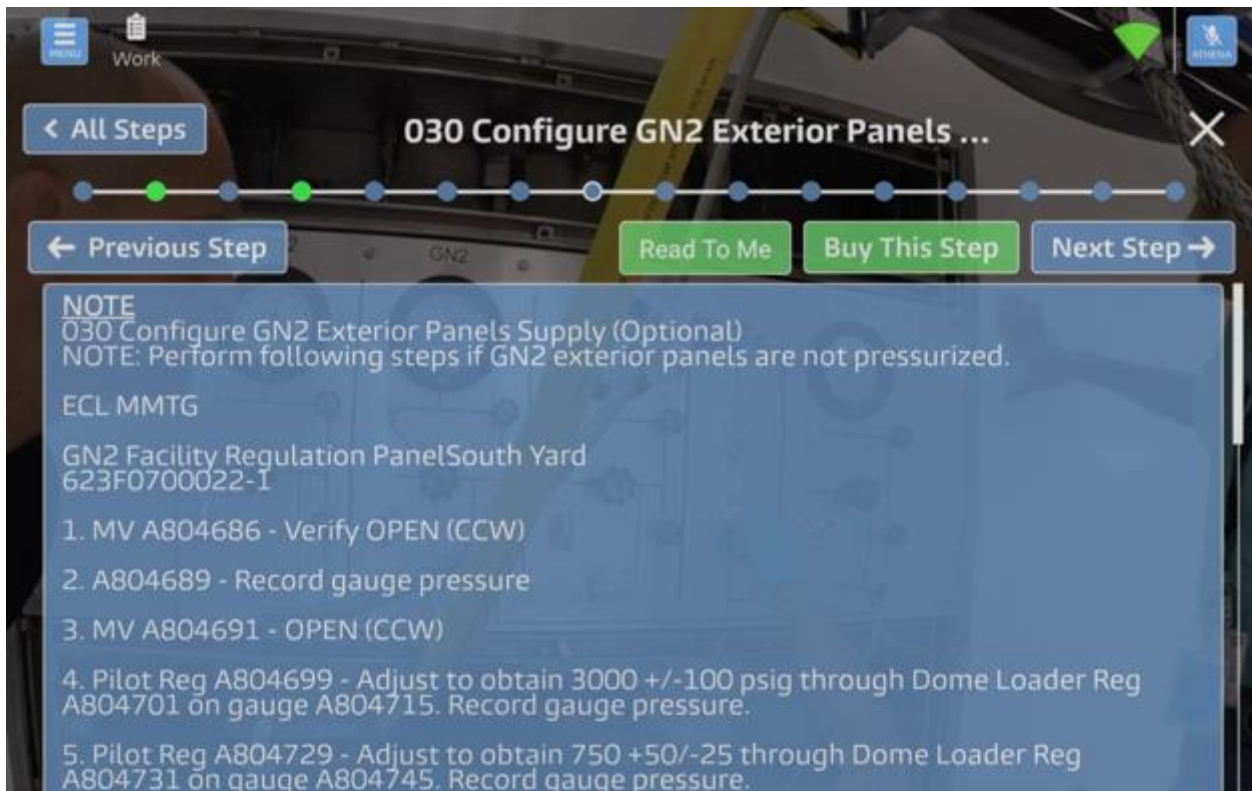 MENU
Work
ATHENA
< All Steps
030 Configure GN2 Exterior Panels ...
← Previous Step
GN2
Read To Me
Buy This Step
Next Step →
NOTE
030 Configure GN2 Exterior Panels Supply (Optional)
NOTE: Perform following steps if GN2 exterior panels are not pressurized.
ECL MMTG
GN2 Facility Regulation PanelSouth Yard
623F0700022-1
1. MV A804686 - Verify OPEN (CCW)
2. A804689 - Record gauge pressure
3. MV A804691 - OPEN (CCW)
4. Pilot Reg A804699 - Adjust to obtain 3000 +/-100 psig through Dome Loader Reg
A804701 on gauge A804715. Record gauge pressure.
5. Pilot Reg A804729 - Adjust to obtain 750 +50/-25 through Dome Loader Reg
A804731 on gauge A804745. Record gauge pressure.